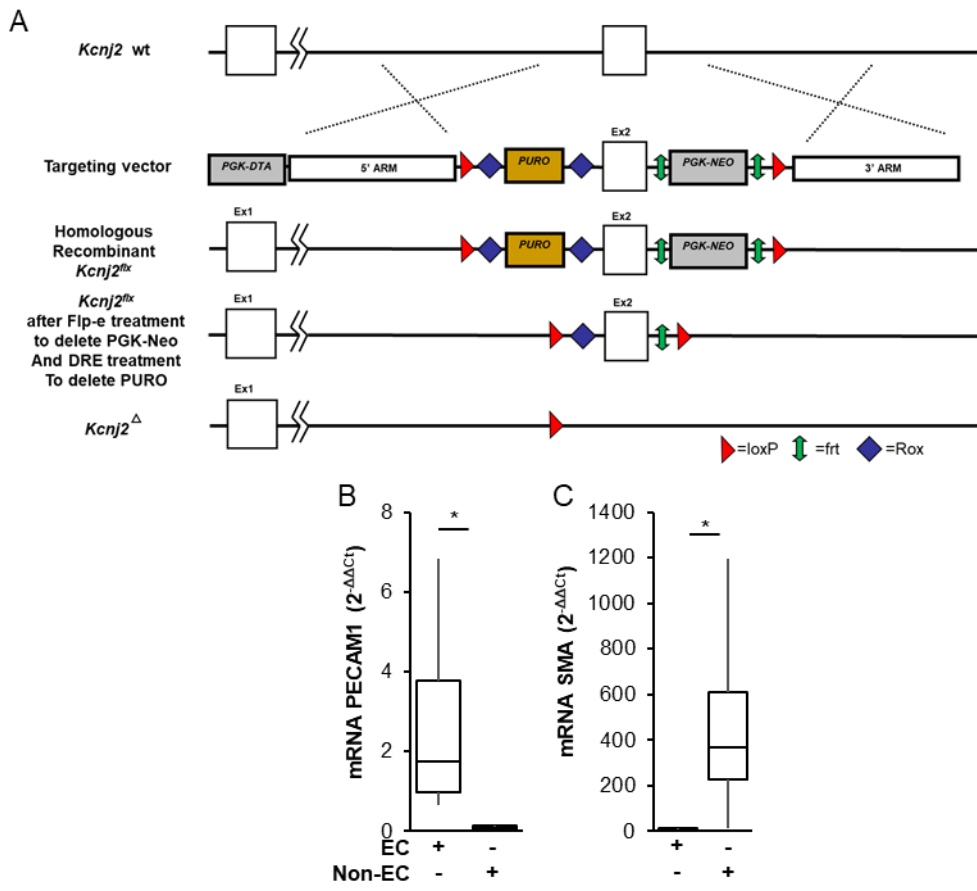 A
Kcnj2 wt
Targeting vector
PGK-DTA
5' ARM
PURO
Ex2
PGK-NEO
3' ARM
Homologous
Recombinant
Kcnj2flx
Ex1
PURO
Ex2
PGK-NEO
Kcnj2flx
after Flp-e treatment
to delete PGK-Neo
And DRE treatment
To delete PURO
Ex1
Ex2
Kcnj2 Δ
Ex1
=loxP =frt =Rox
B
mRNA PECAM1 (2-ΔΔCt)
8
6
4
2
0
*
EC + -
Non-EC - +
C
mRNA SMA (2-ΔΔCt)
1400
1200
1000
800
600
400
200
0
*
+ -
- +